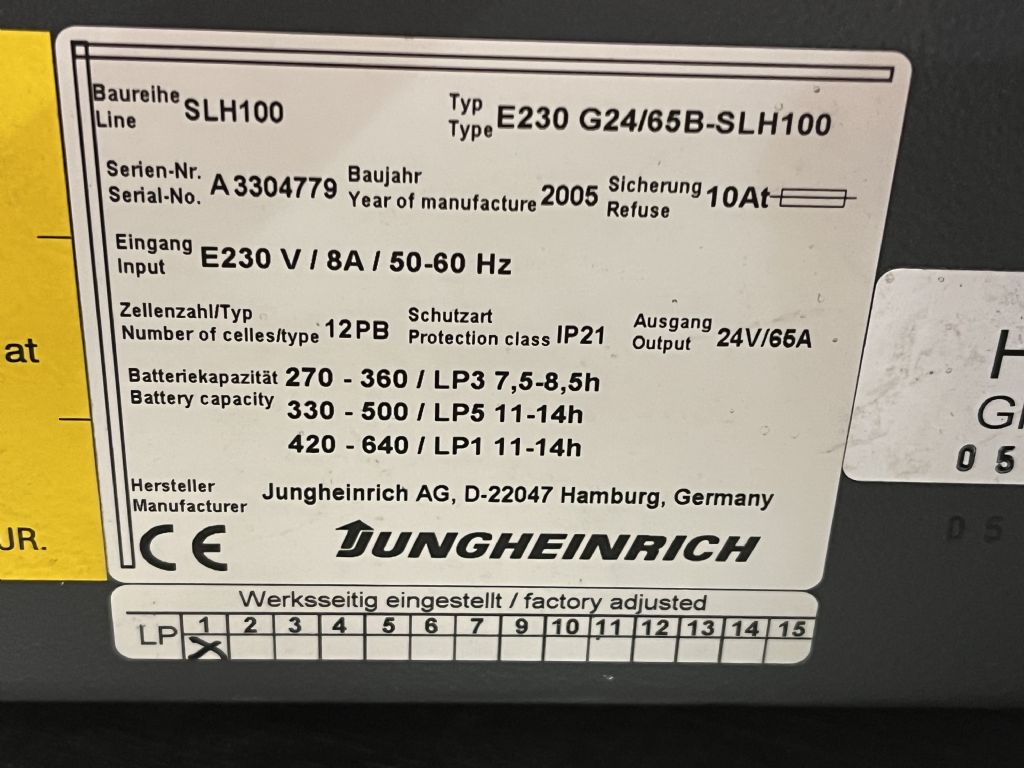 Baureihe SLH100 Typ E230 G24/65B-SLH100
Line Type
Serien-Nr. A3304779 Baujahr 2005 Sicherung 10At
Serial-No. Year of manufacture Refuse
Eingang E230 V / 8A / 50-60 Hz
Input
Zellenzahl/Typ 12PB Schutzart IP21 Ausgang 24V/65A
Number of celles/type Protection class Output
Batteriekapazität 270 - 360 / LP3 7,5-8,5h
Battery capacity 330 - 500 / LP5 11-14h
420 - 640 / LP1 11-14h
Hersteller Jungheinrich AG, D-22047 Hamburg, Germany
Manufacturer
CE JUNGHEINRICH
Werksseitig eingestellt / factory adjusted
LP 1 2 3 4 5 6 7 9 10 11 12 13 14 15
X
at
JR.
H
G
0 5
0 5